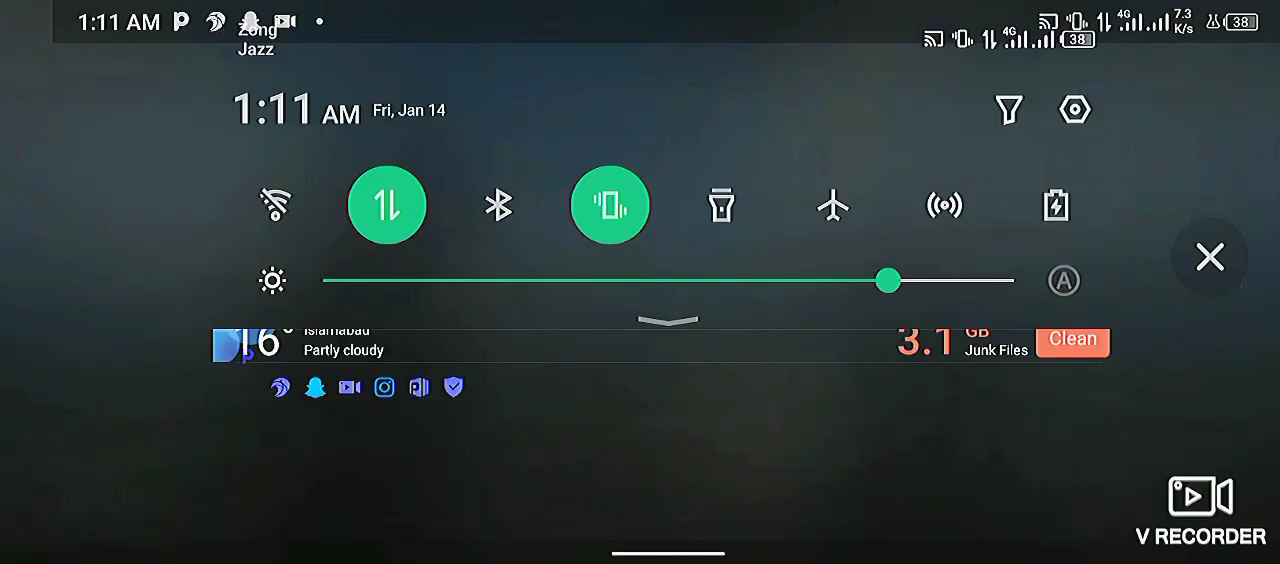 1:11 AM
4G 7.3 K/s 38
Zong
Jazz
4G 38
1:11 AM Fri, Jan 14
A
16° Islamabad
Partly cloudy
3.1 GB
Junk Files
Clean
V RECORDER